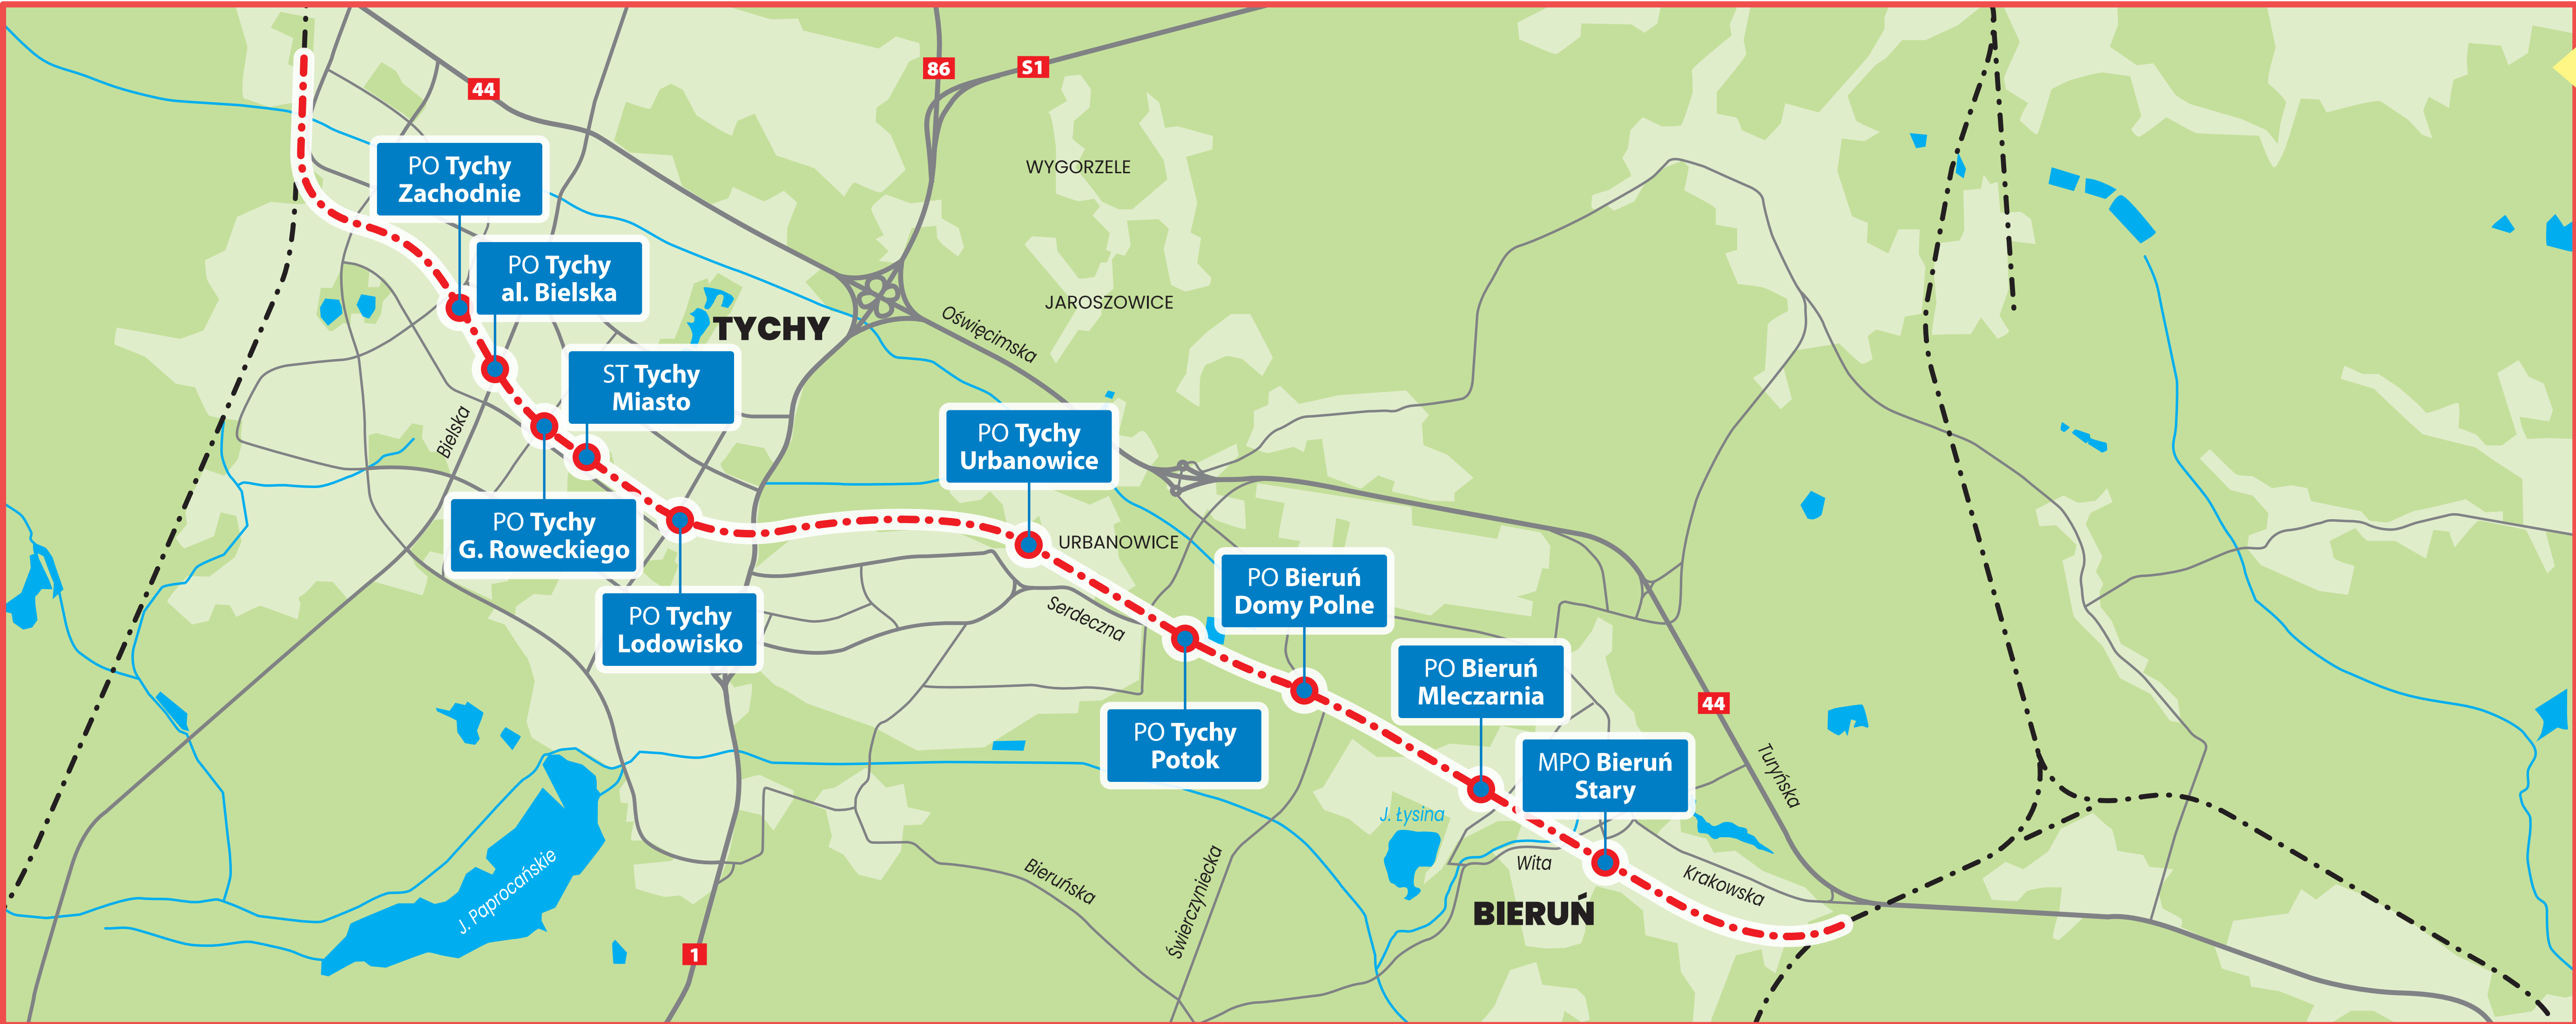 86
S1
44
WYGORZELE
PO Tychy
Zachodnie
PO Tychy
al. Bielska
JAROSZOWICE
Oświęcimska
TYCHY
ST Tychy
Miasto
Bielska
PO Tychy
Urbanowice
PO Tychy
G. Roweckiego
URBANOWICE
PO Bieruń
Domy Polne
Serdeczna
PO Tychy
Lodowisko
PO Bieruń
Mleczarnia
44
PO Tychy
Potok
MPO Bieruń
Stary
Turyńska
J. Łysina
Wita
Krakowska
Bieruńska
Świerczyniecka
J. Paprocańskie
BIERUŃ
1